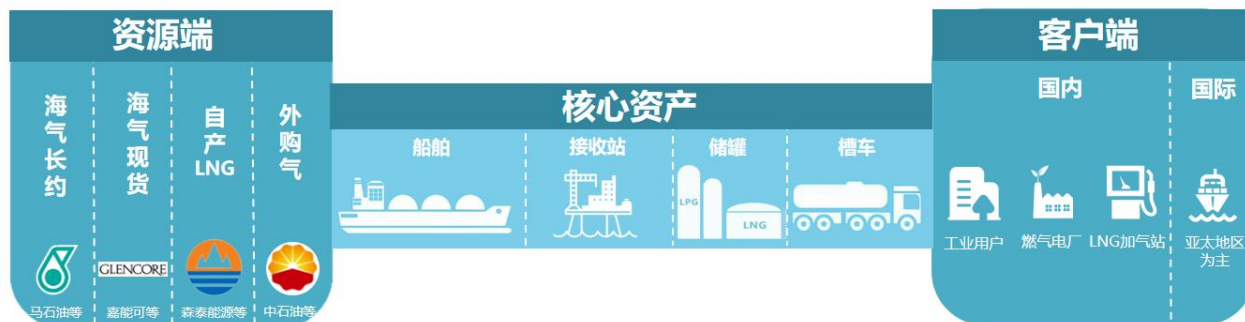 资源端
海气长约
海气现货
自产LNG
外购气
GLENCORE
马石油等
嘉能可等
森泰能源等
中石油等
核心资产
船舶
接收站
储罐
槽车
LPG
LNG
客户端
国内
国际
工业用户
燃气电厂
LNG加气站
亚太地区
为主